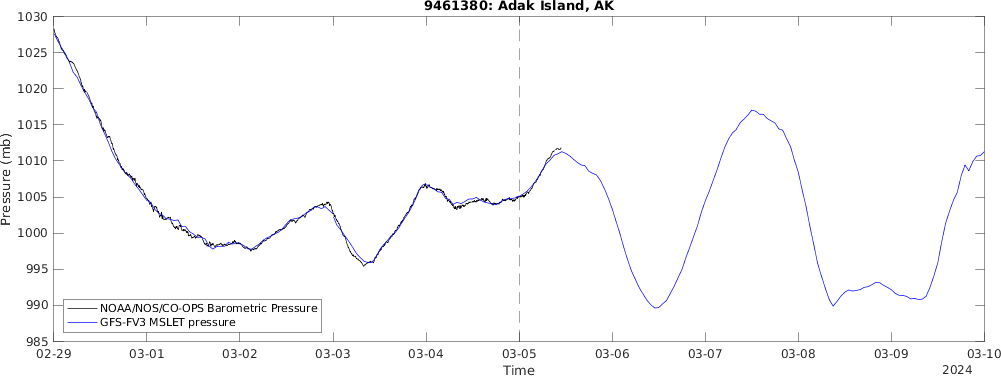 9461380: Adak Island, AK
Pressure (mb)
1030
1025
1020
1015
1010
1005
1000
995
990
985
NOAA/NOS/CO-OPS Barometric Pressure
GFS-FV3 MSLET pressure
02-29 03-01 03-02 03-03 03-04 03-05 03-06 03-07 03-08 03-09 03-10
Time
2024